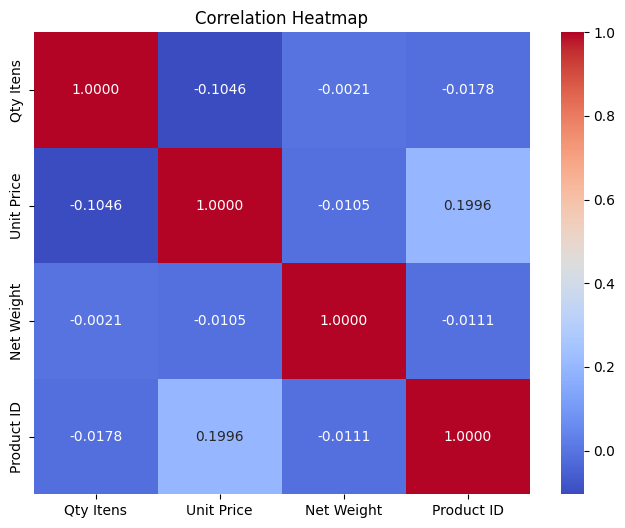 Correlation Heatmap
Qty Itens
1.0000 -0.1046 -0.0021 -0.0178
Unit Price
-0.1046 1.0000 -0.0105 0.1996
Net Weight
-0.0021 -0.0105 1.0000 -0.0111
Product ID
-0.0178 0.1996 -0.0111 1.0000
Qty Itens Unit Price Net Weight Product ID
1.0
0.8
0.6
0.4
0.2
0.0